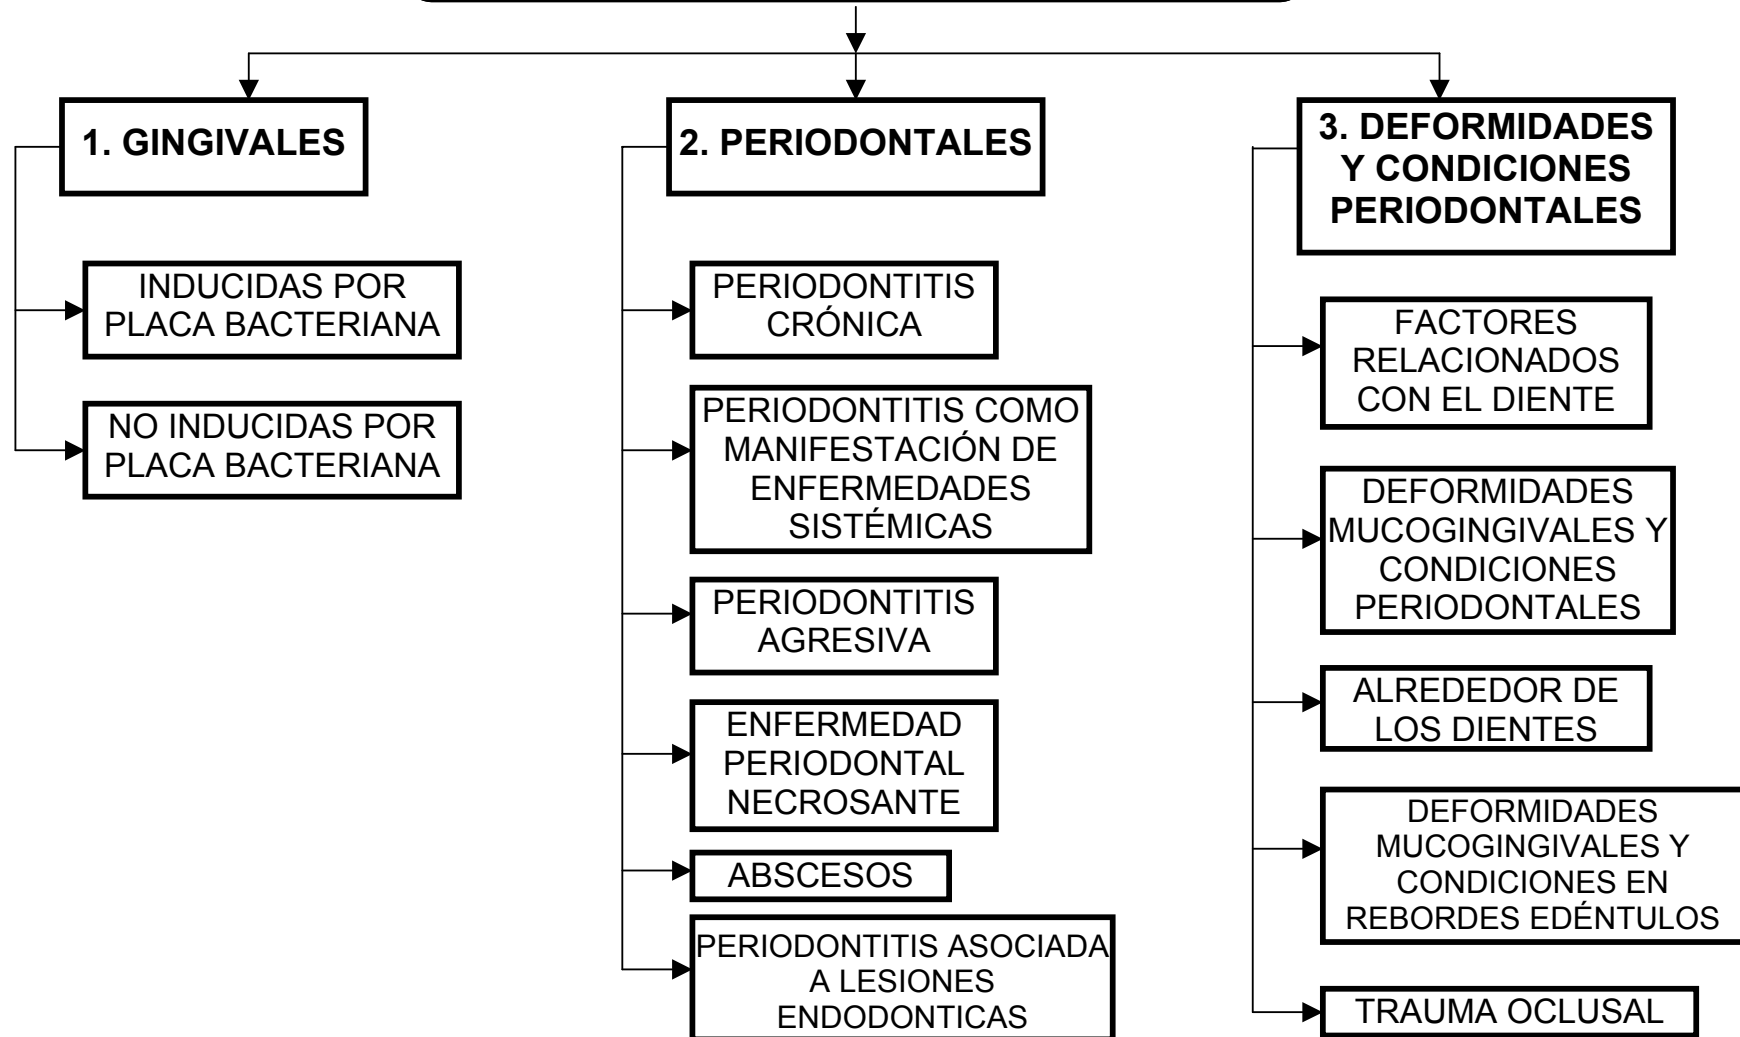 1. GINGIVALES
INDUCIDAS POR
PLACA BACTERIANA
NO INDUCIDAS POR
PLACA BACTERIANA
2. PERIODONTALES
PERIODONTITIS
CRÓNICA
PERIODONTITIS COMO
MANIFESTACIÓN DE
ENFERMEDADES
SISTÉMICAS
PERIODONTITIS
AGRESIVA
ENFERMEDAD
PERIODONTAL
NECROSANTE
ABSCESOS
PERIODONTITIS ASOCIADA
A LESIONES
ENDODONTICAS
3. DEFORMIDADES
Y CONDICIONES
PERIODONTALES
FACTORES
RELACIONADOS
CON EL DIENTE
DEFORMIDADES
MUCOGINGIVALES Y
CONDICIONES
PERIODONTALES
ALREDEDOR DE
LOS DIENTES
DEFORMIDADES
MUCOGINGIVALES Y
CONDICIONES EN
REBORDES EDÉNTULOS
TRAUMA OCLUSAL